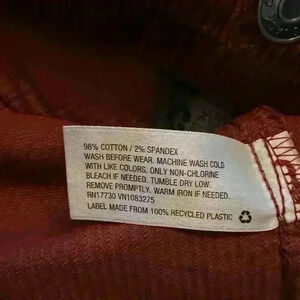 98% COTTON / 2% SPANDEX
WASH BEFORE WEAR. MACHINE WASH COLD
WITH LIKE COLORS. ONLY NON-CHLORINE
BLEACH IF NEEDED. TUMBLE DRY LOW.
REMOVE PROMPTLY. WARM IRON IF NEEDED.
RN17730 VN1083275
LABEL MADE FROM 100% RECYCLED PLASTIC